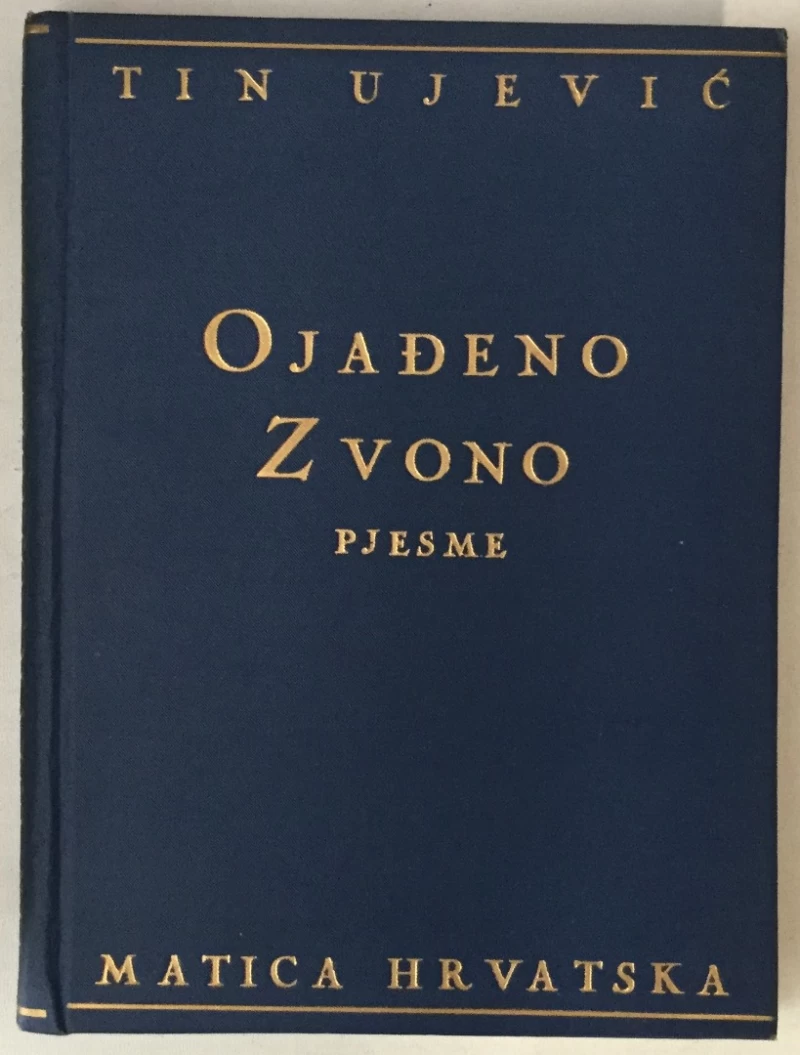 TIN UJEVIĆ
OJAĐENO
ZVONO
PJESME
MATICA HRVATSKA